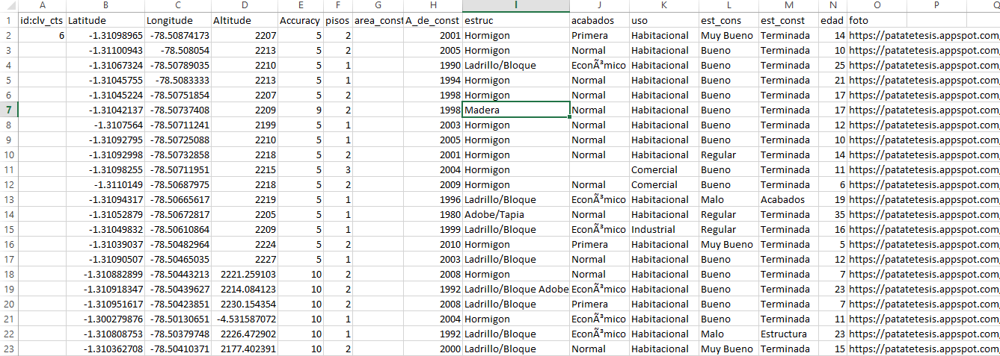 A B C D E F G H I J K L M N O P Q
1 id:clv_cts Latitude Longitude Altitude Accuracy pisos area_const A_de_const estruc acabados uso est_cons est_const edad foto
2 6 -1.31098965 -78.50874173 2207 5 2 2001 Hormigon Primera Habitacional Muy Bueno Terminada 14 https://patatetesis.appspot.com
3 -1.31100943 -78.508054 2213 5 2 2005 Hormigon Normal Habitacional Bueno Terminada 10 https://patatetesis.appspot.com
4 -1.31067324 -78.50789035 2210 5 1 1990 Ladrillo/Bloque EconÃ³mico Habitacional Bueno Terminada 25 https://patatetesis.appspot.com
5 -1.31045755 -78.5083333 2213 5 1 1994 Hormigon Normal Habitacional Bueno Terminada 21 https://patatetesis.appspot.com
6 -1.31045224 -78.50751854 2207 5 2 1998 Hormigon Normal Habitacional Bueno Terminada 17 https://patatetesis.appspot.com
7 -1.31042137 -78.50737408 2209 9 2 1998 Madera Normal Habitacional Bueno Terminada 17 https://patatetesis.appspot.com
8 -1.3107564 -78.50711241 2199 5 1 2003 Hormigon Normal Habitacional Bueno Terminada 12 https://patatetesis.appspot.com
9 -1.31092795 -78.50725088 2210 5 1 2005 Hormigon Normal Habitacional Bueno Terminada 10 https://patatetesis.appspot.com
10 -1.31092998 -78.50732858 2218 5 2 2001 Hormigon Normal Habitacional Regular Terminada 14 https://patatetesis.appspot.com
11 -1.31098255 -78.50711951 2215 5 3 2004 Hormigon Comercial Bueno Terminada 11 https://patatetesis.appspot.com
12 -1.3110149 -78.50687975 2218 5 2 2009 Hormigon Normal Comercial Bueno Terminada 6 https://patatetesis.appspot.com
13 -1.31094317 -78.50665617 2219 5 1 1996 Ladrillo/Bloque EconÃ³mico Habitacional Malo Acabados 19 https://patatetesis.appspot.com
14 -1.31052879 -78.50672817 2205 5 1 1980 Adobe/Tapia Normal Habitacional Regular Terminada 35 https://patatetesis.appspot.com
15 -1.31049832 -78.50610864 2209 5 1 1999 Ladrillo/Bloque EconÃ³mico Industrial Regular Terminada 16 https://patatetesis.appspot.com
16 -1.31039037 -78.50482964 2224 5 2 2010 Hormigon Primera Habitacional Muy Bueno Terminada 5 https://patatetesis.appspot.com
17 -1.31090507 -78.50465035 2227 5 1 2003 Ladrillo/Bloque Normal Habitacional Bueno Terminada 12 https://patatetesis.appspot.com
18 -1.310882899 -78.50443213 2221.259103 10 2 2008 Hormigon Normal Habitacional Bueno Terminada 7 https://patatetesis.appspot.com
19 -1.310918347 -78.50439627 2214.084123 10 2 1992 Ladrillo/Bloque Adobe EconÃ³mico Habitacional Bueno Terminada 23 https://patatetesis.appspot.com
20 -1.310951617 -78.50423851 2230.154354 10 2 2008 Ladrillo/Bloque Primera Habitacional Bueno Terminada 7 https://patatetesis.appspot.com
21 -1.300279876 -78.50130651 -4.531587072 10 1 2004 Hormigon EconÃ³mico Habitacional Bueno Terminada 11 https://patatetesis.appspot.com
22 -1.310808753 -78.50379748 2226.472902 10 1 1992 Ladrillo/Bloque EconÃ³mico Habitacional Malo Estructura 23 https://patatetesis.appspot.com
23 -1.310362708 -78.50410371 2177.402391 10 2 2000 Ladrillo/Bloque Normal Habitacional Muy Bueno Terminada 15 https://patatetesis.appspot.com